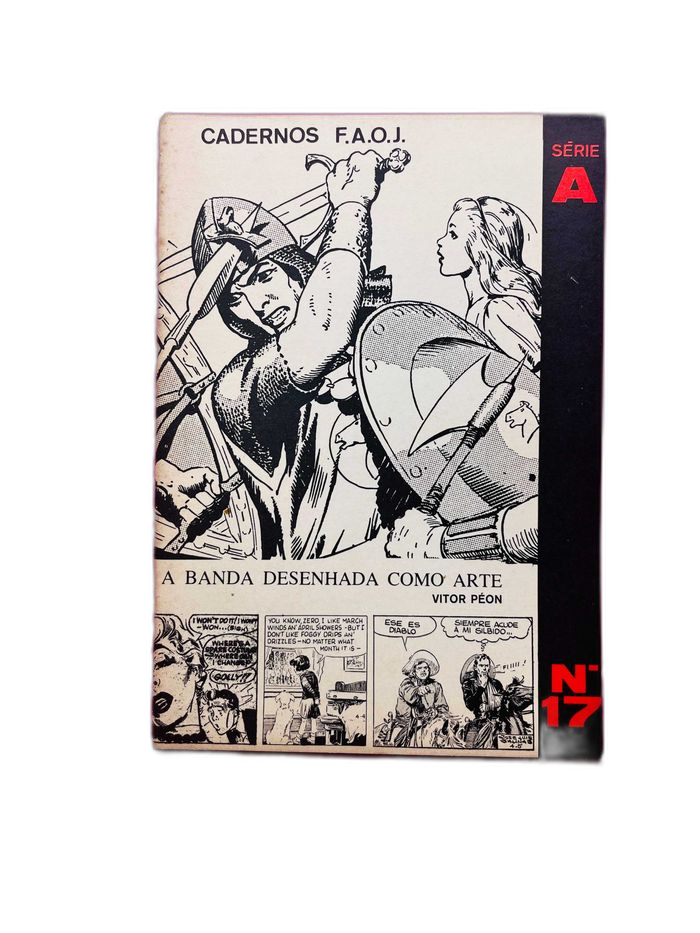 CADERNOS F.A.O.J.
SÉRIE
A
A BANDA DESENHADA COMO ARTE
VITOR PÉON
I WON'T DO IT! I WON'T
YOU KNOW, ZERO, I LIKE MARCH
WINDS AN' APRIL SHOWERS - BUT I
DON'T LIKE FOGGY DRIPS AN'
DRIZZLES - NO MATTER WHAT
MONTH IT IS -
ESE ES
DIABLO
SIEMPRE ACUDE
A MI SILBIDO...
WHERE'S A
SPARE COSTUME
I CHANGE?
GOLLY!?
Nº
17